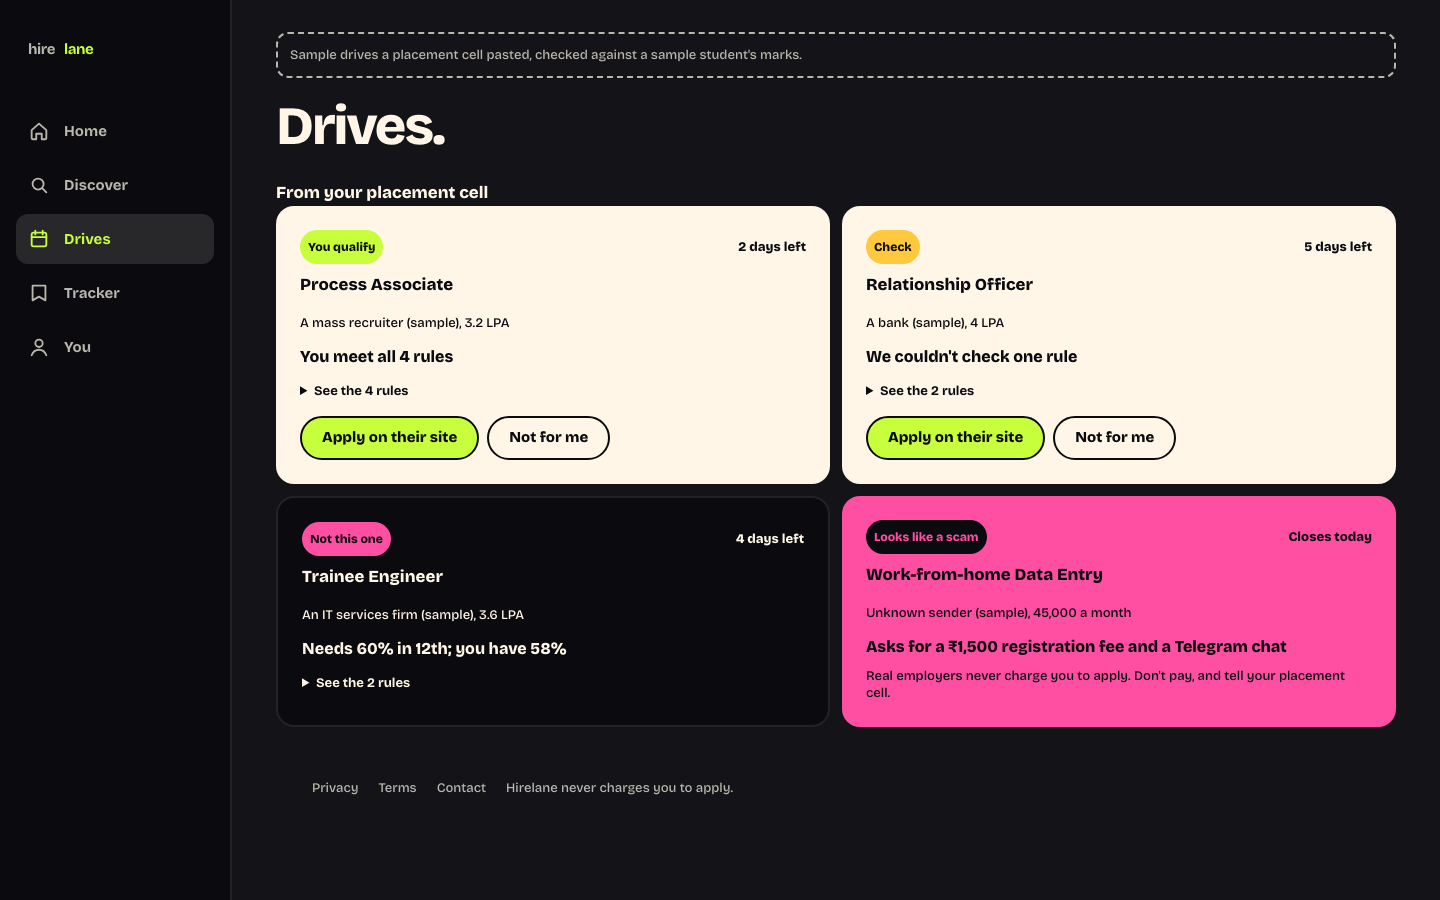 hire lane
Home
Discover
Drives
Tracker
You
Sample drives a placement cell pasted, checked against a sample student's marks.
Drives.
From your placement cell
You qualify
2 days left
Process Associate
A mass recruiter (sample), 3.2 LPA
You meet all 4 rules
See the 4 rules
Apply on their site
Not for me
Check
5 days left
Relationship Officer
A bank (sample), 4 LPA
We couldn't check one rule
See the 2 rules
Apply on their site
Not for me
Not this one
4 days left
Trainee Engineer
An IT services firm (sample), 3.6 LPA
Needs 60% in 12th; you have 58%
See the 2 rules
Looks like a scam
Closes today
Work-from-home Data Entry
Unknown sender (sample), 45,000 a month
Asks for a ₹1,500 registration fee and a Telegram chat
Real employers never charge you to apply. Don't pay, and tell your placement
cell.
Privacy
Terms
Contact
Hirelane never charges you to apply.